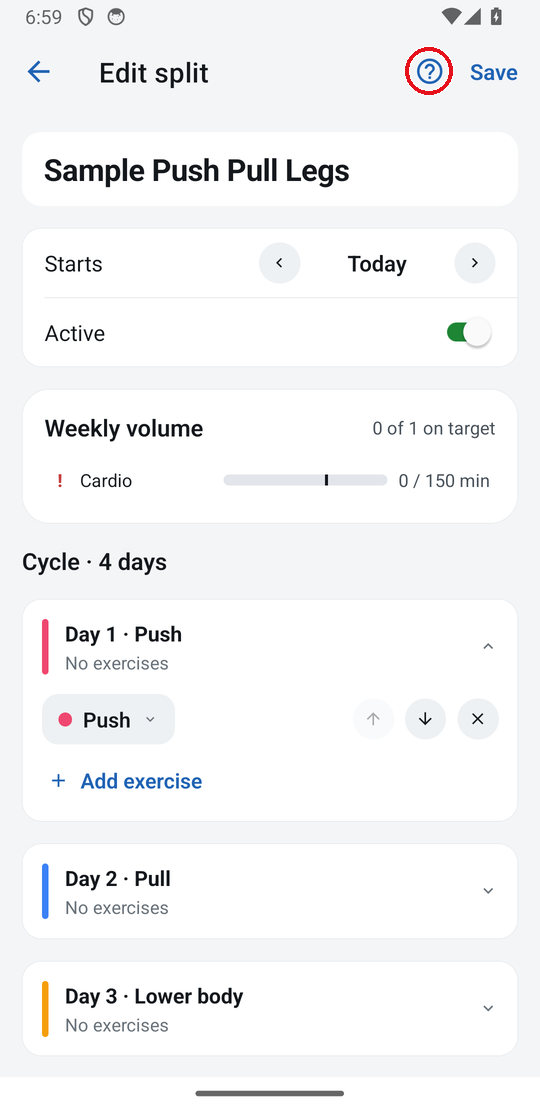 6:59
Edit split
Save
Sample Push Pull Legs
Starts
Today
Active
Weekly volume
0 of 1 on target
! Cardio
0 / 150 min
Cycle · 4 days
Day 1 · Push
No exercises
Push
+ Add exercise
Day 2 · Pull
No exercises
Day 3 · Lower body
No exercises